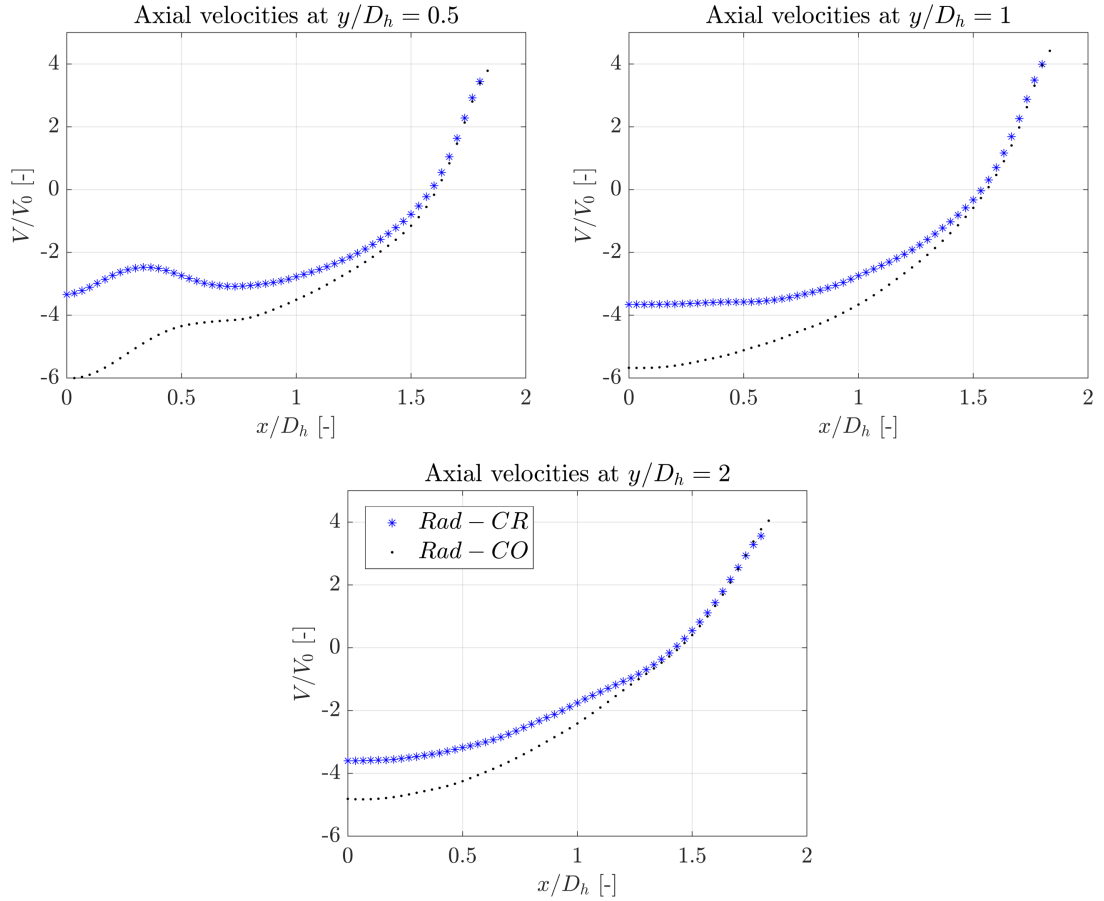 Axial velocities at y/D_h = 0.5
4
2
0
-2
-4
-6
V/V_0 [-]
0 0.5 1 1.5 2
x/D_h [-]
Axial velocities at y/D_h = 1
4
2
0
-2
-4
-6
V/V_0 [-]
0 0.5 1 1.5 2
x/D_h [-]
Axial velocities at y/D_h = 2
Rad − CR
Rad − CO
4
2
0
-2
-4
-6
V/V_0 [-]
0 0.5 1 1.5 2
x/D_h [-]